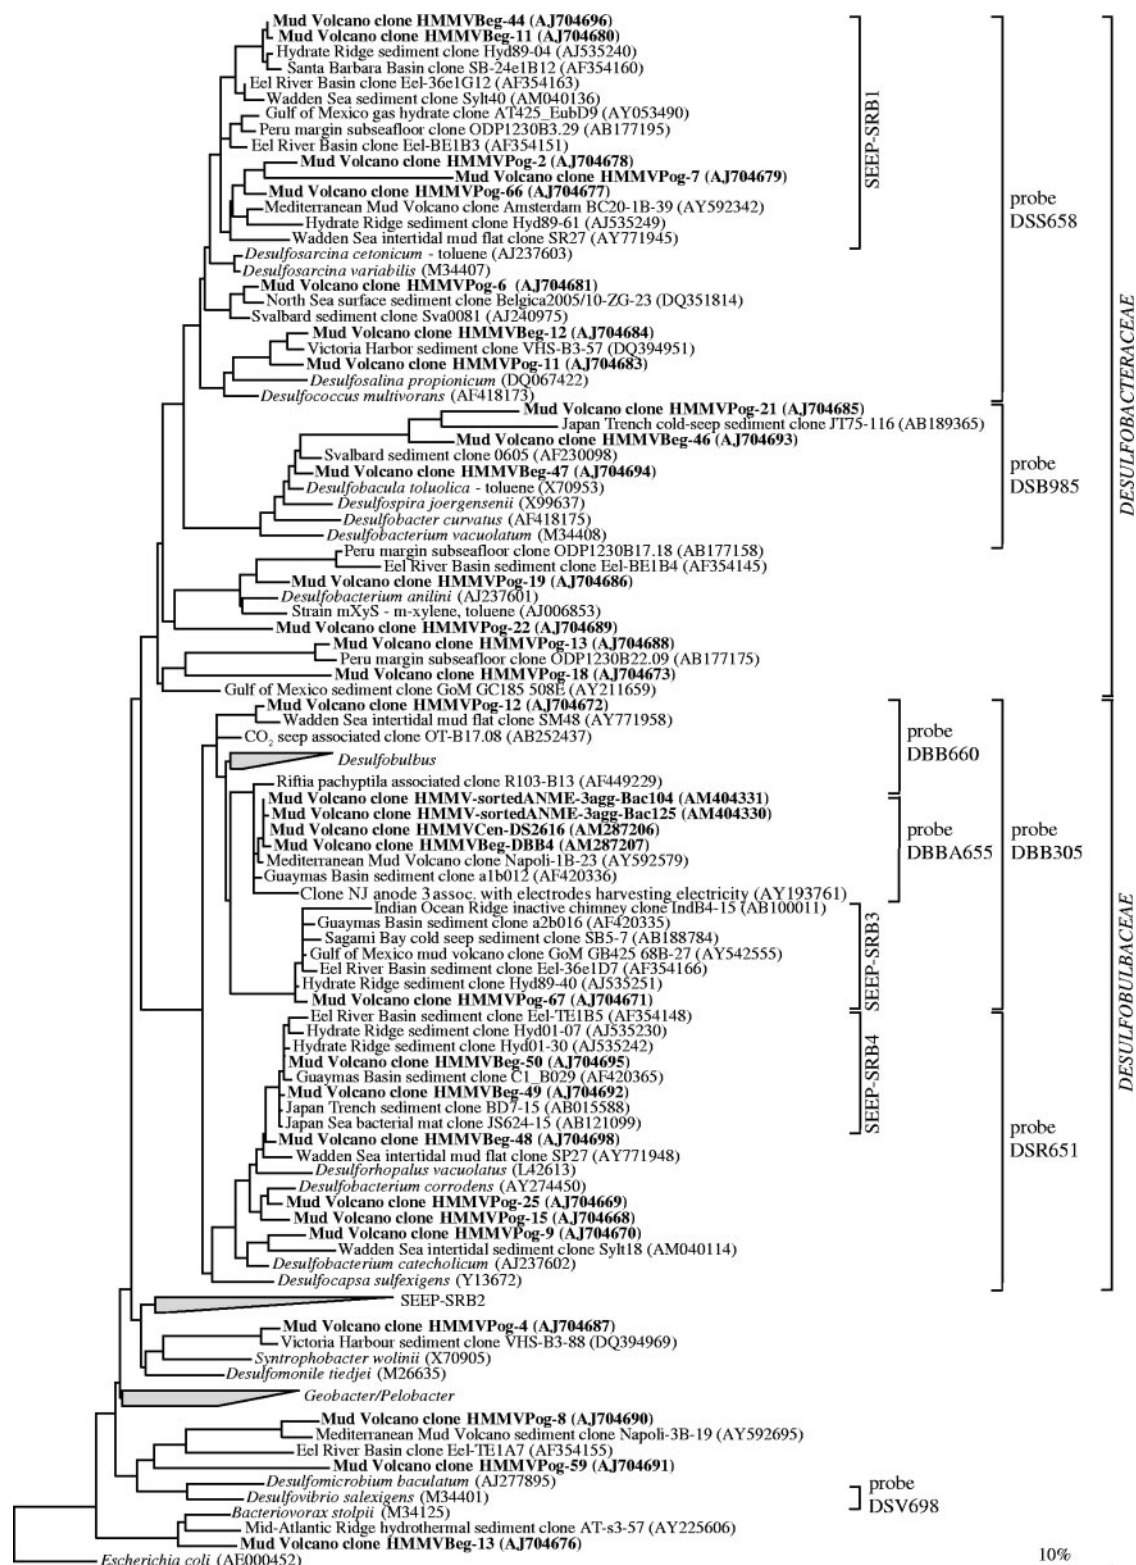 Mud Volcano clone HMMVBeg-44 (AJ704696)
Mud Volcano clone HMMVBeg-11 (AJ704680)
Hydrate Ridge sediment clone Hyd89-04 (AJ535240)
Santa Barbara Basin clone SB-24e1B12 (AF354160)
Eel River Basin clone Eel-36e1G12 (AF354163)
Wadden Sea sediment clone Sylt40 (AM040136)
Gulf of Mexico gas hydrate clone AT425_EubD9 (AY053490)
Peru margin subseafloor clone ODP1230B3.29 (AB177195)
Eel River Basin clone Eel-BE1B3 (AF354151)
Mud Volcano clone HMMVPog-2 (AJ704678)
Mud Volcano clone HMMVPog-7 (AJ704679)
Mud Volcano clone HMMVPog-66 (AJ704677)
Mediterranean Mud Volcano clone Amsterdam BC20-1B-39 (AY592342)
Hydrate Ridge sediment clone Hyd89-61 (AJ535249)
Wadden Sea intertidal mud flat clone SR27 (AY771945)
SEEP-SRB1
Desulfosarcina cetonicum - toluene (AJ237603)
Desulfosarcina variabilis (M34407)
Mud Volcano clone HMMVPog-6 (AJ704681)
North Sea surface sediment clone Belgica2005/10-ZG-23 (DQ351814)
Svalbard sediment clone Sva0081 (AJ240975)
Mud Volcano clone HMMVBeg-12 (AJ704684)
Victoria Harbor sediment clone VHS-B3-57 (DQ394951)
Mud Volcano clone HMMVPog-11 (AJ704683)
Desulfosalina propionicum (DQ067422)
Desulfococcus multivorans (AF418173)
probe
DSS658
Mud Volcano clone HMMVPog-21 (AJ704685)
Japan Trench cold-seep sediment clone JT75-116 (AB189365)
Mud Volcano clone HMMVBeg-46 (AJ704693)
Svalbard sediment clone 0605 (AF230098)
Mud Volcano clone HMMVBeg-47 (AJ704694)
Desulfobacula toluolica - toluene (X70953)
Desulfospira joergensenii (X99637)
Desulfobacter curvatus (AF418175)
Desulfobacterium vacuolatum (M34408)
probe
DSB985
Peru margin subseafloor clone ODP1230B17.18 (AB177158)
Eel River Basin sediment clone Eel-BE1B4 (AF354145)
Mud Volcano clone HMMVPog-19 (AJ704686)
Desulfobacterium anilini (AJ237601)
Strain mXyS - m-xylene, toluene (AJ006853)
Mud Volcano clone HMMVPog-22 (AJ704689)
Mud Volcano clone HMMVPog-13 (AJ704688)
Peru margin subseafloor clone ODP1230B22.09 (AB177175)
Mud Volcano clone HMMVPog-18 (AJ704673)
Gulf of Mexico sediment clone GoM GC185 508E (AY211659)
DESULFOBACTERACEAE
Mud Volcano clone HMMVPog-12 (AJ704672)
Wadden Sea intertidal mud flat clone SM48 (AY771958)
CO2 seep associated clone OT-B17.08 (AB252437)
Desulfobulbus
Riftia pachyptila associated clone R103-B13 (AF449229)
probe
DBB660
Mud Volcano clone HMMV-sortedANME-3agg-Bac104 (AM404331)
Mud Volcano clone HMMV-sortedANME-3agg-Bac125 (AM404330)
Mud Volcano clone HMMVCen-DS2616 (AM287206)
Mud Volcano clone HMMVBeg-DBB4 (AM287207)
Mediterranean Mud Volcano clone Napoli-1B-23 (AY592579)
Guaymas Basin sediment clone a1b012 (AF420336)
Clone NJ anode 3 assoc. with electrodes harvesting electricity (AY193761)
probe
DBBA655
probe
DBB305
Indian Ocean Ridge inactive chimney clone IndB4-15 (AB100011)
Guaymas Basin sediment clone a2b016 (AF420335)
Sagami Bay cold seep sediment clone SB5-7 (AB188784)
Gulf of Mexico mud volcano clone GoM GB425 68B-27 (AY542555)
Eel River Basin sediment clone Eel-36e1D7 (AF354166)
Hydrate Ridge sediment clone Hyd89-40 (AJ535251)
Mud Volcano clone HMMVPog-67 (AJ704671)
SEEP-SRB3
Eel River Basin sediment clone Eel-TE1B5 (AF354148)
Hydrate Ridge sediment clone Hyd01-07 (AJ535230)
Hydrate Ridge sediment clone Hyd01-30 (AJ535242)
Mud Volcano clone HMMVBeg-50 (AJ704695)
Guaymas Basin sediment clone C1_B029 (AF420365)
Mud Volcano clone HMMVBeg-49 (AJ704692)
Japan Trench sediment clone BD7-15 (AB015588)
Japan Sea bacterial mat clone JS624-15 (AB121099)
SEEP-SRB4
Mud Volcano clone HMMVBeg-48 (AJ704698)
Wadden Sea intertidal mud flat clone SP27 (AY771948)
Desulforhopalus vacuolatus (L42613)
Desulfobacterium corrodens (AY274450)
Mud Volcano clone HMMVPog-25 (AJ704669)
Mud Volcano clone HMMVPog-15 (AJ704668)
Mud Volcano clone HMMVPog-9 (AJ704670)
Wadden Sea intertidal sediment clone Sylt18 (AM040114)
Desulfobacterium catecholicum (AJ237602)
Desulfocapsa sulfexigens (Y13672)
probe
DSR651
DESULFOBULBACEAE
SEEP-SRB2
Mud Volcano clone HMMVPog-4 (AJ704687)
Victoria Harbour sediment clone VHS-B3-88 (DQ394969)
Syntrophobacter wolinii (X70905)
Desulfomonile tiedjei (M26635)
Geobacter/Pelobacter
Mud Volcano clone HMMVPog-8 (AJ704690)
Mediterranean Mud Volcano sediment clone Napoli-3B-19 (AY592695)
Eel River Basin clone Eel-TE1A7 (AF354155)
Mud Volcano clone HMMVPog-59 (AJ704691)
Desulfomicrobium baculatum (AJ277895)
Desulfovibrio salexigens (M34401)
probe
DSV698
Bacteriovorax stolpii (M34125)
Mid-Atlantic Ridge hydrothermal sediment clone AT-s3-57 (AY225606)
Mud Volcano clone HMMVBeg-13 (AJ704676)
Escherichia coli (AE000452)
10%